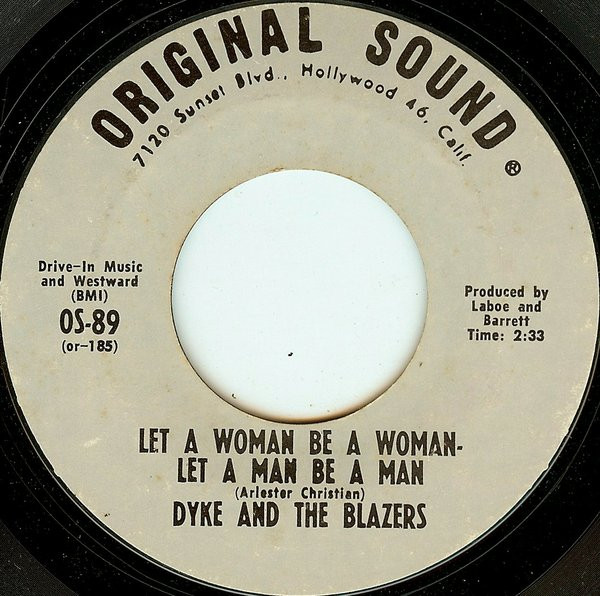 ORIGINAL SOUND®
7120 Sunset Blvd., Hollywood 46, Calif.
Drive-In Music
and Westward
(BMI)
OS-89
(or-185)
Produced by
Laboe and
Barrett
Time: 2:33
LET A WOMAN BE A WOMAN-
LET A MAN BE A MAN
(Arlester Christian)
DYKE AND THE BLAZERS